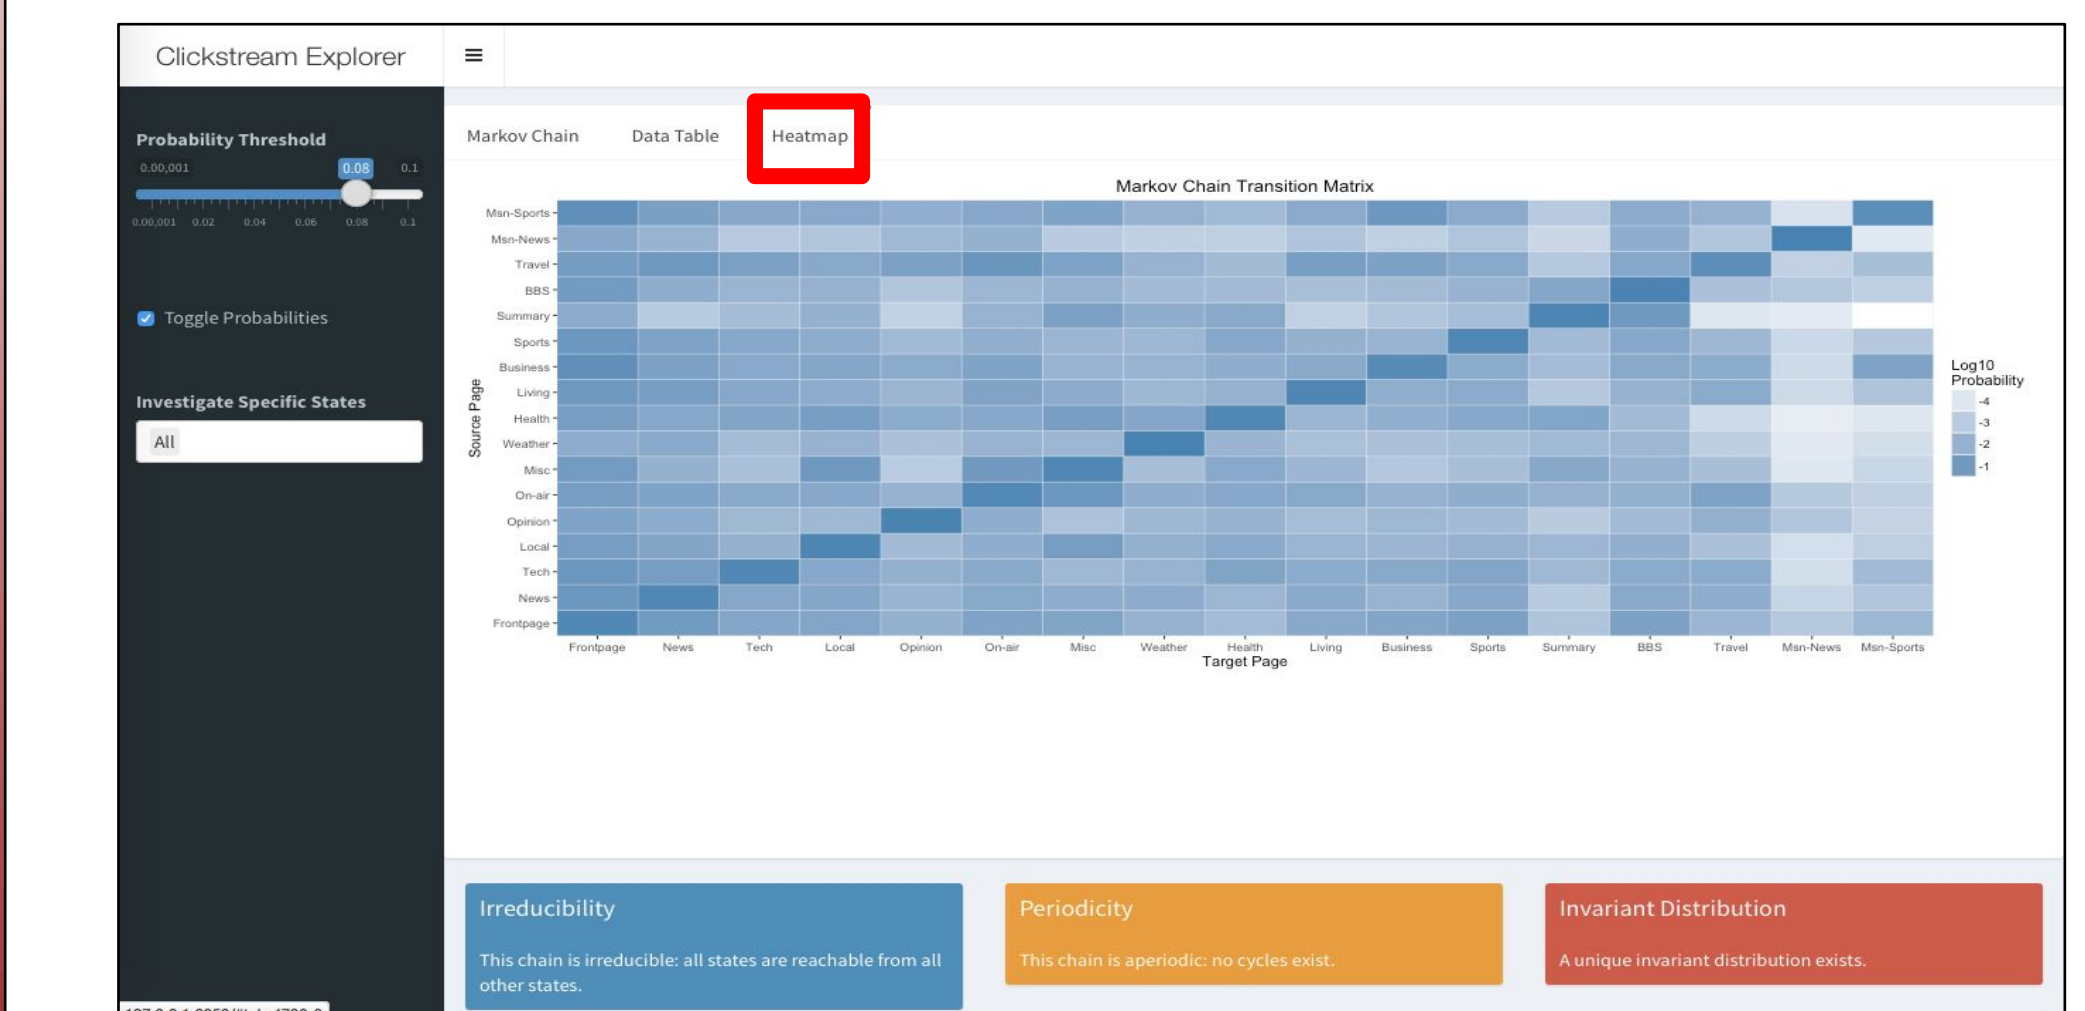 Clickstream Explorer
Probability Threshold
0.00,001 0.08 0.1
0.00,001 0.02 0.04 0.06 0.08 0.1
Toggle Probabilities
Investigate Specific States
All
Markov Chain Data Table Heatmap
Markov Chain Transition Matrix
Source Page
Msn-Sports
Msn-News
Travel
BBS
Summary
Sports
Business
Living
Health
Weather
Misc
On-air
Opinion
Local
Tech
News
Frontpage
Frontpage News Tech Local Opinion On-air Misc Weather Health Living Business Sports Summary BBS Travel Msn-News Msn-Sports
Target Page
Log10
Probability
-4
-3
-2
-1
Irreducibility
This chain is irreducible: all states are reachable from all
other states.
Periodicity
This chain is aperiodic: no cycles exist.
Invariant Distribution
A unique invariant distribution exists.